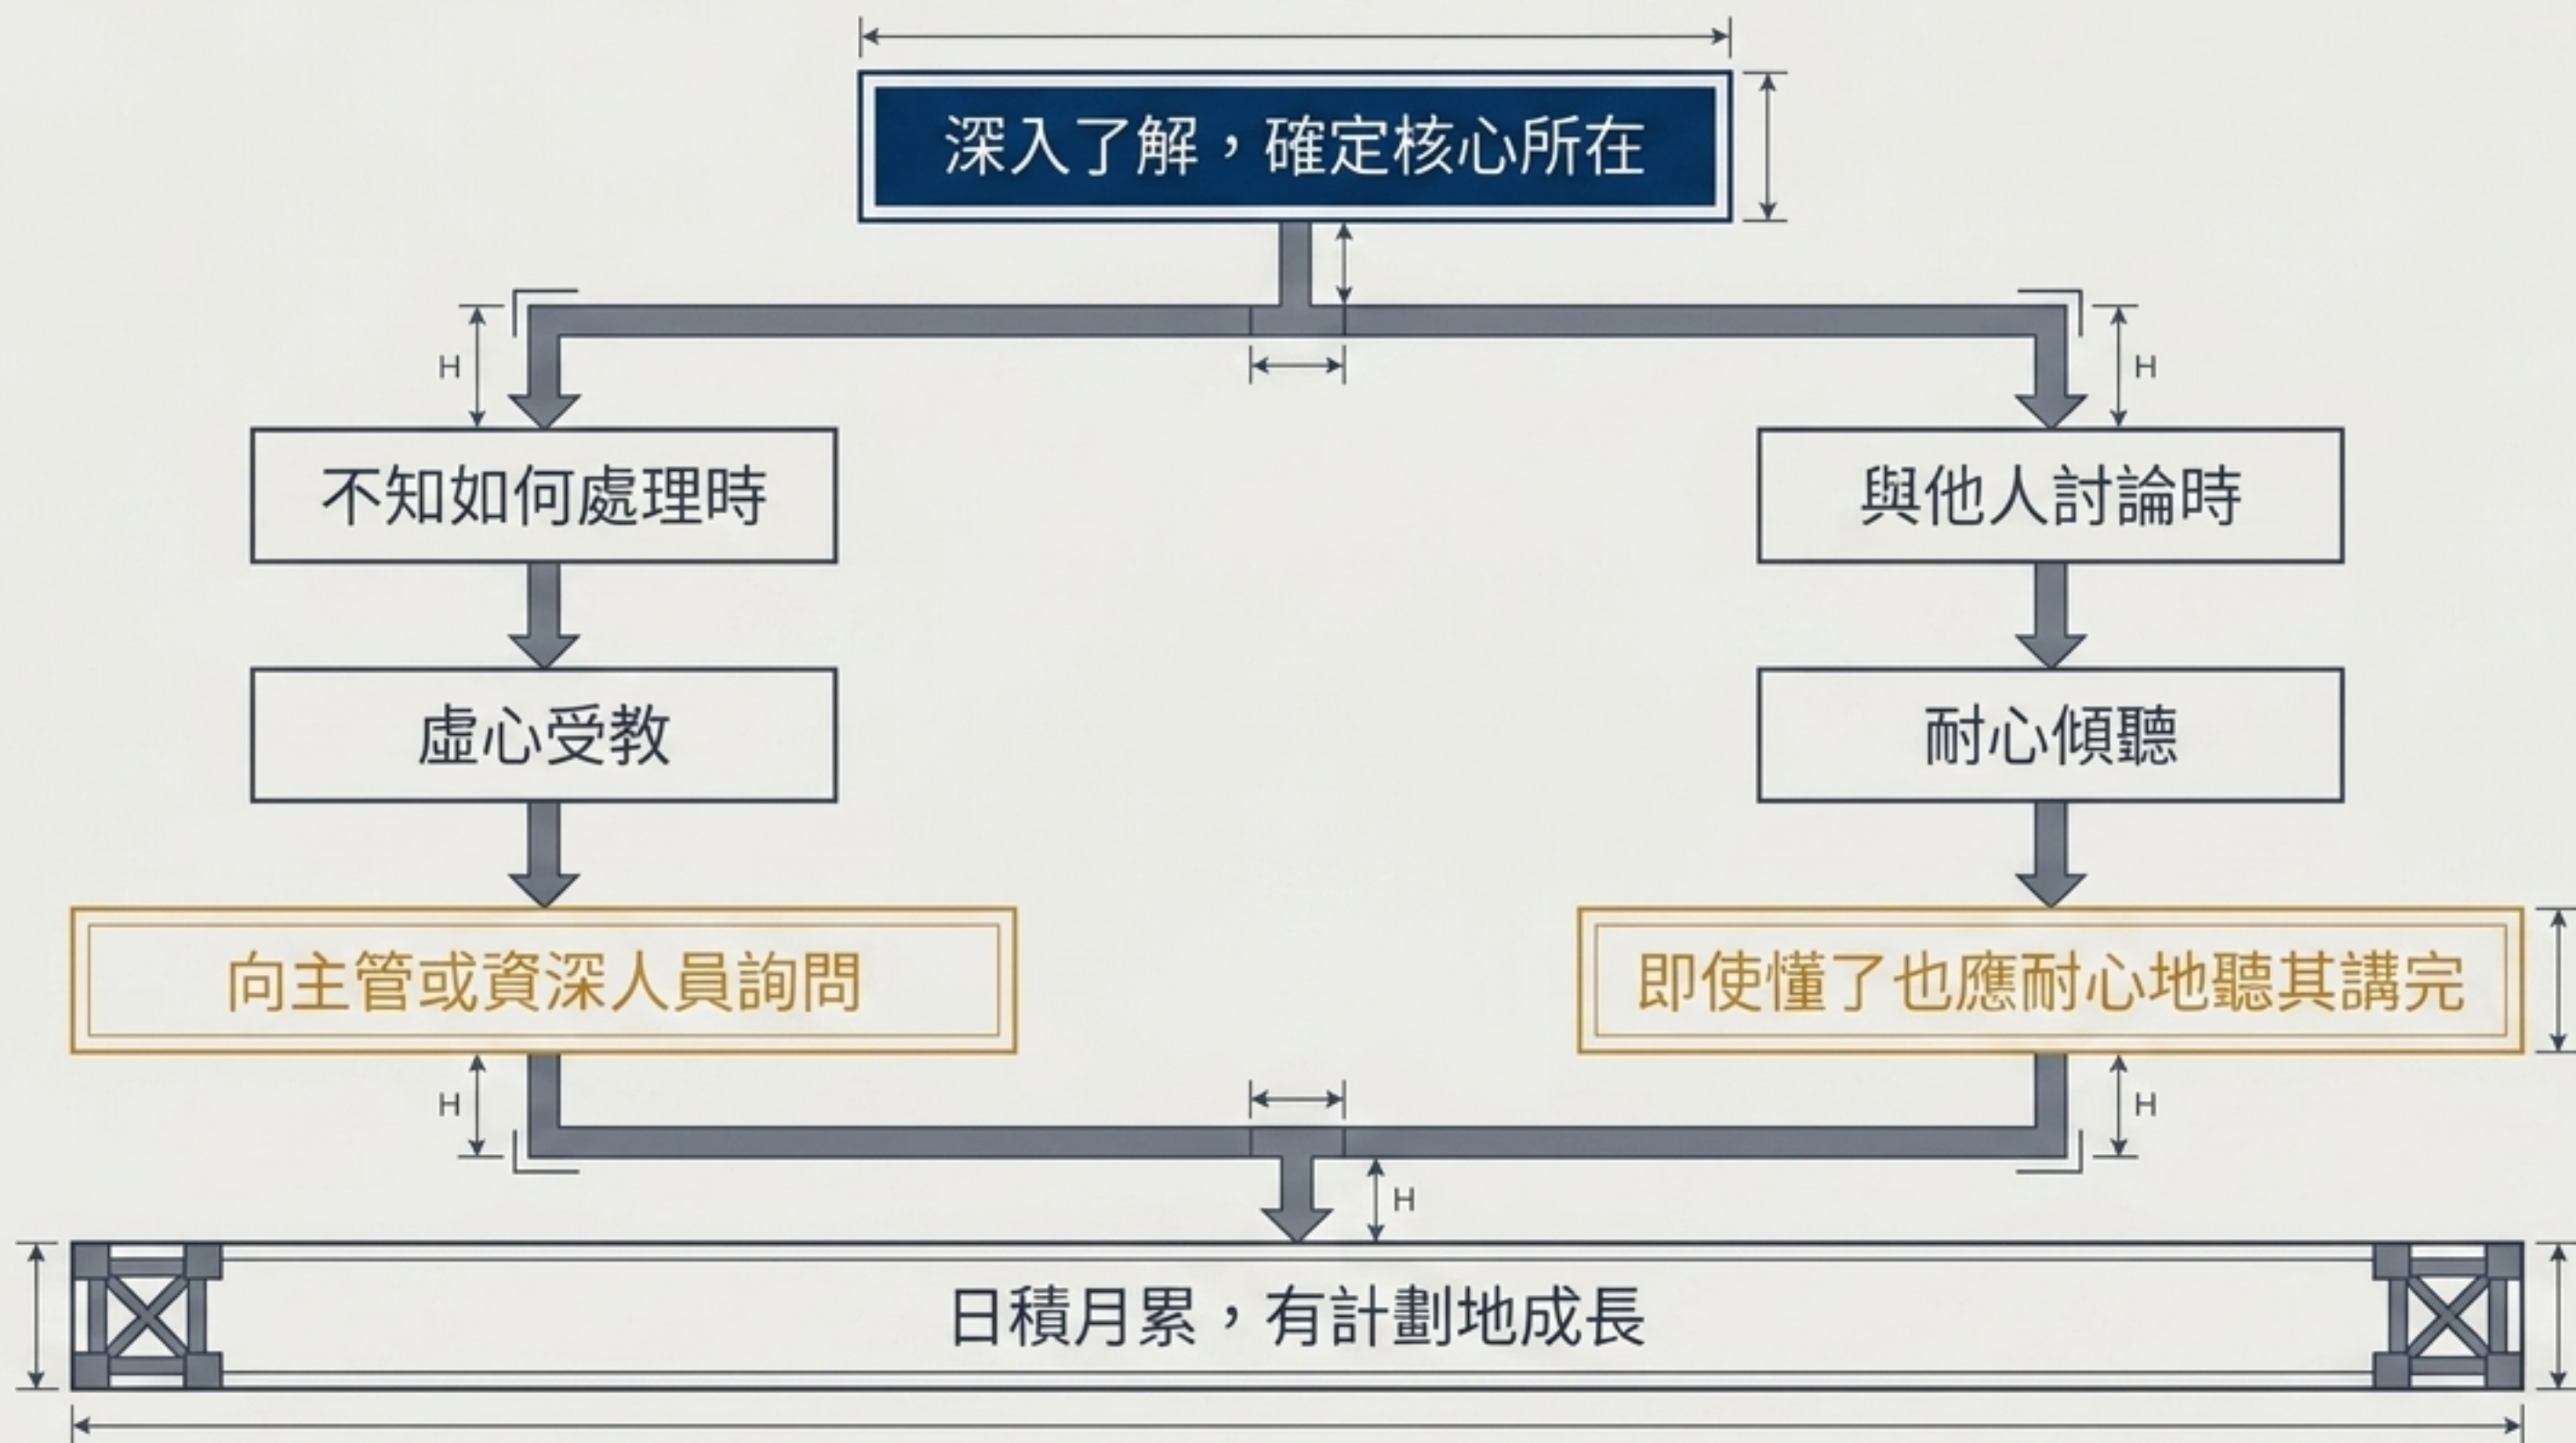 深入了解，確定核心所在
H
H
不知如何處理時
與他人討論時
虛心受教
耐心傾聽
向主管或資深人員詢問
即使懂了也應耐心地聽其講完
H
H
H
日積月累，有計劃地成長